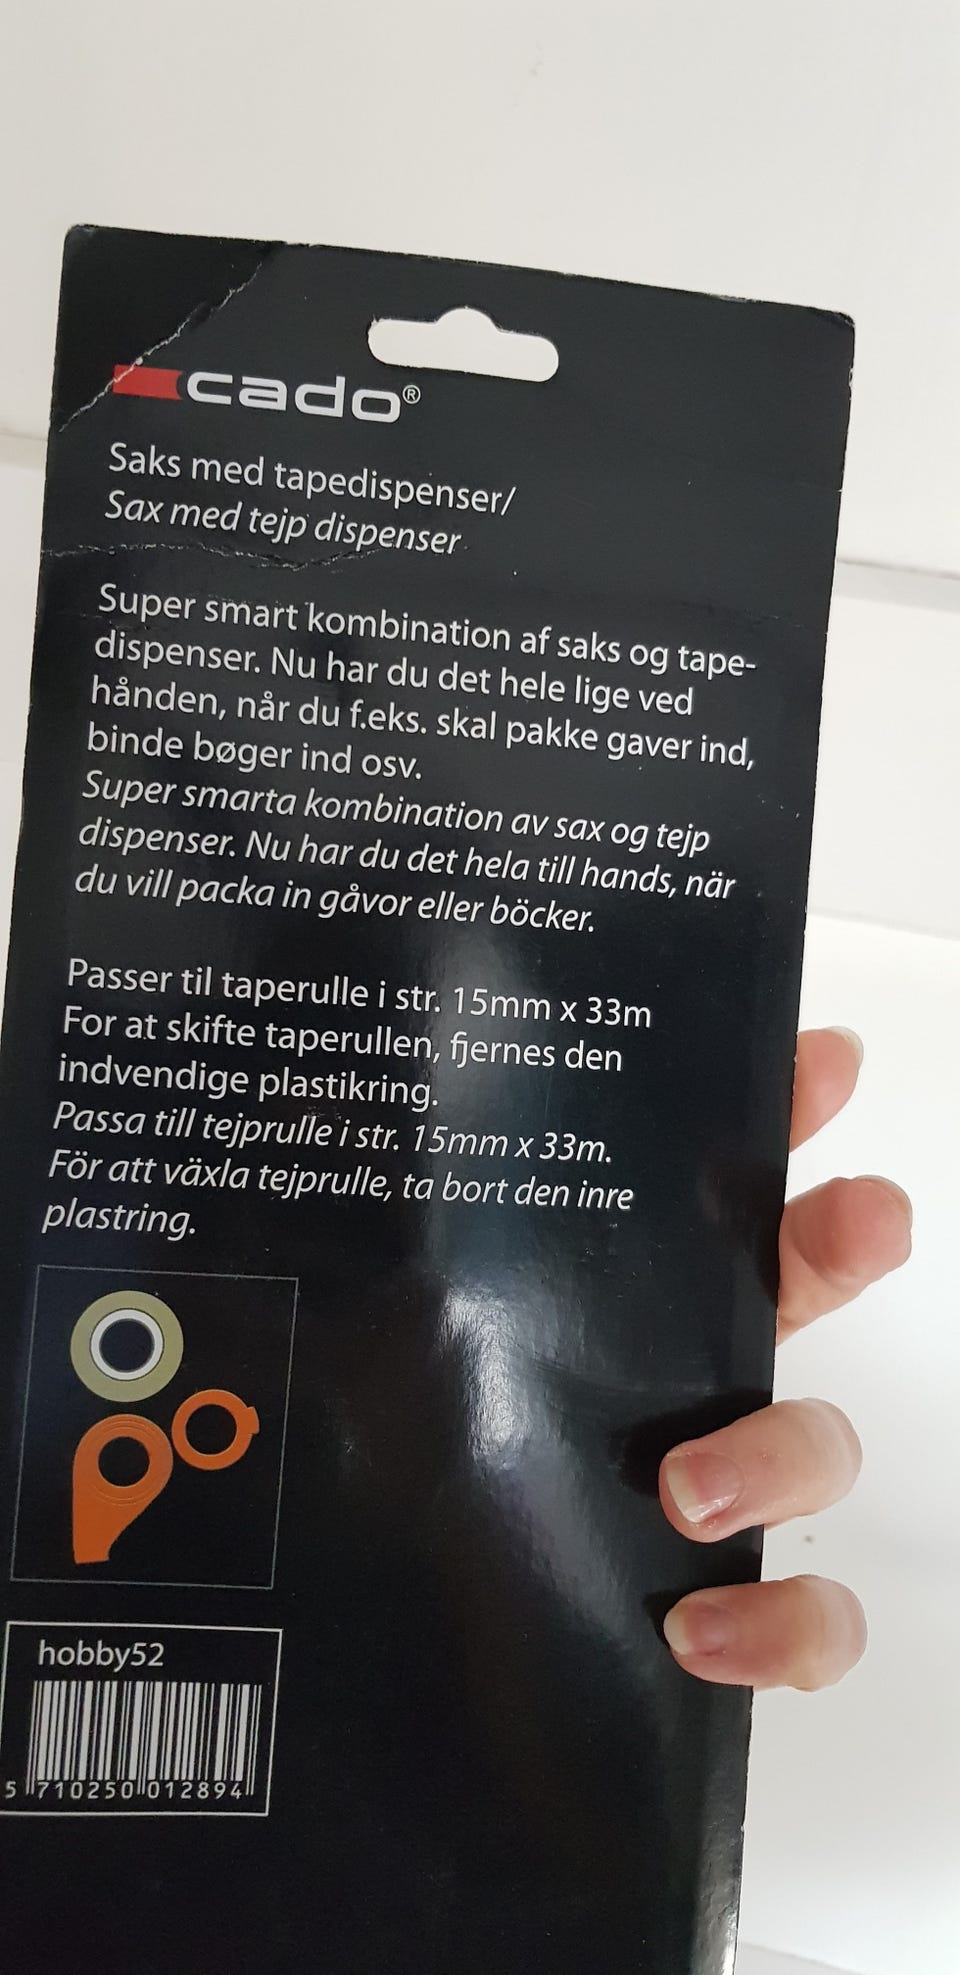 cado®
Saks med tapedispenser/
Sax med tejp dispenser
Super smart kombination af saks og tape-
dispenser. Nu har du det hele lige ved
hånden, når du f.eks. skal pakke gaver ind,
binde bøger ind osv.
Super smarta kombination av sax og tejp
dispenser. Nu har du det hela till hands, när
du vill packa in gåvor eller böcker.
Passer til taperulle i str. 15mm x 33m
For at skifte taperullen, fjernes den
indvendige plastikring.
Passa till tejprulle i str. 15mm x 33m.
För att växla tejprulle, ta bort den inre
plastring.
hobby52
5 710250 012894